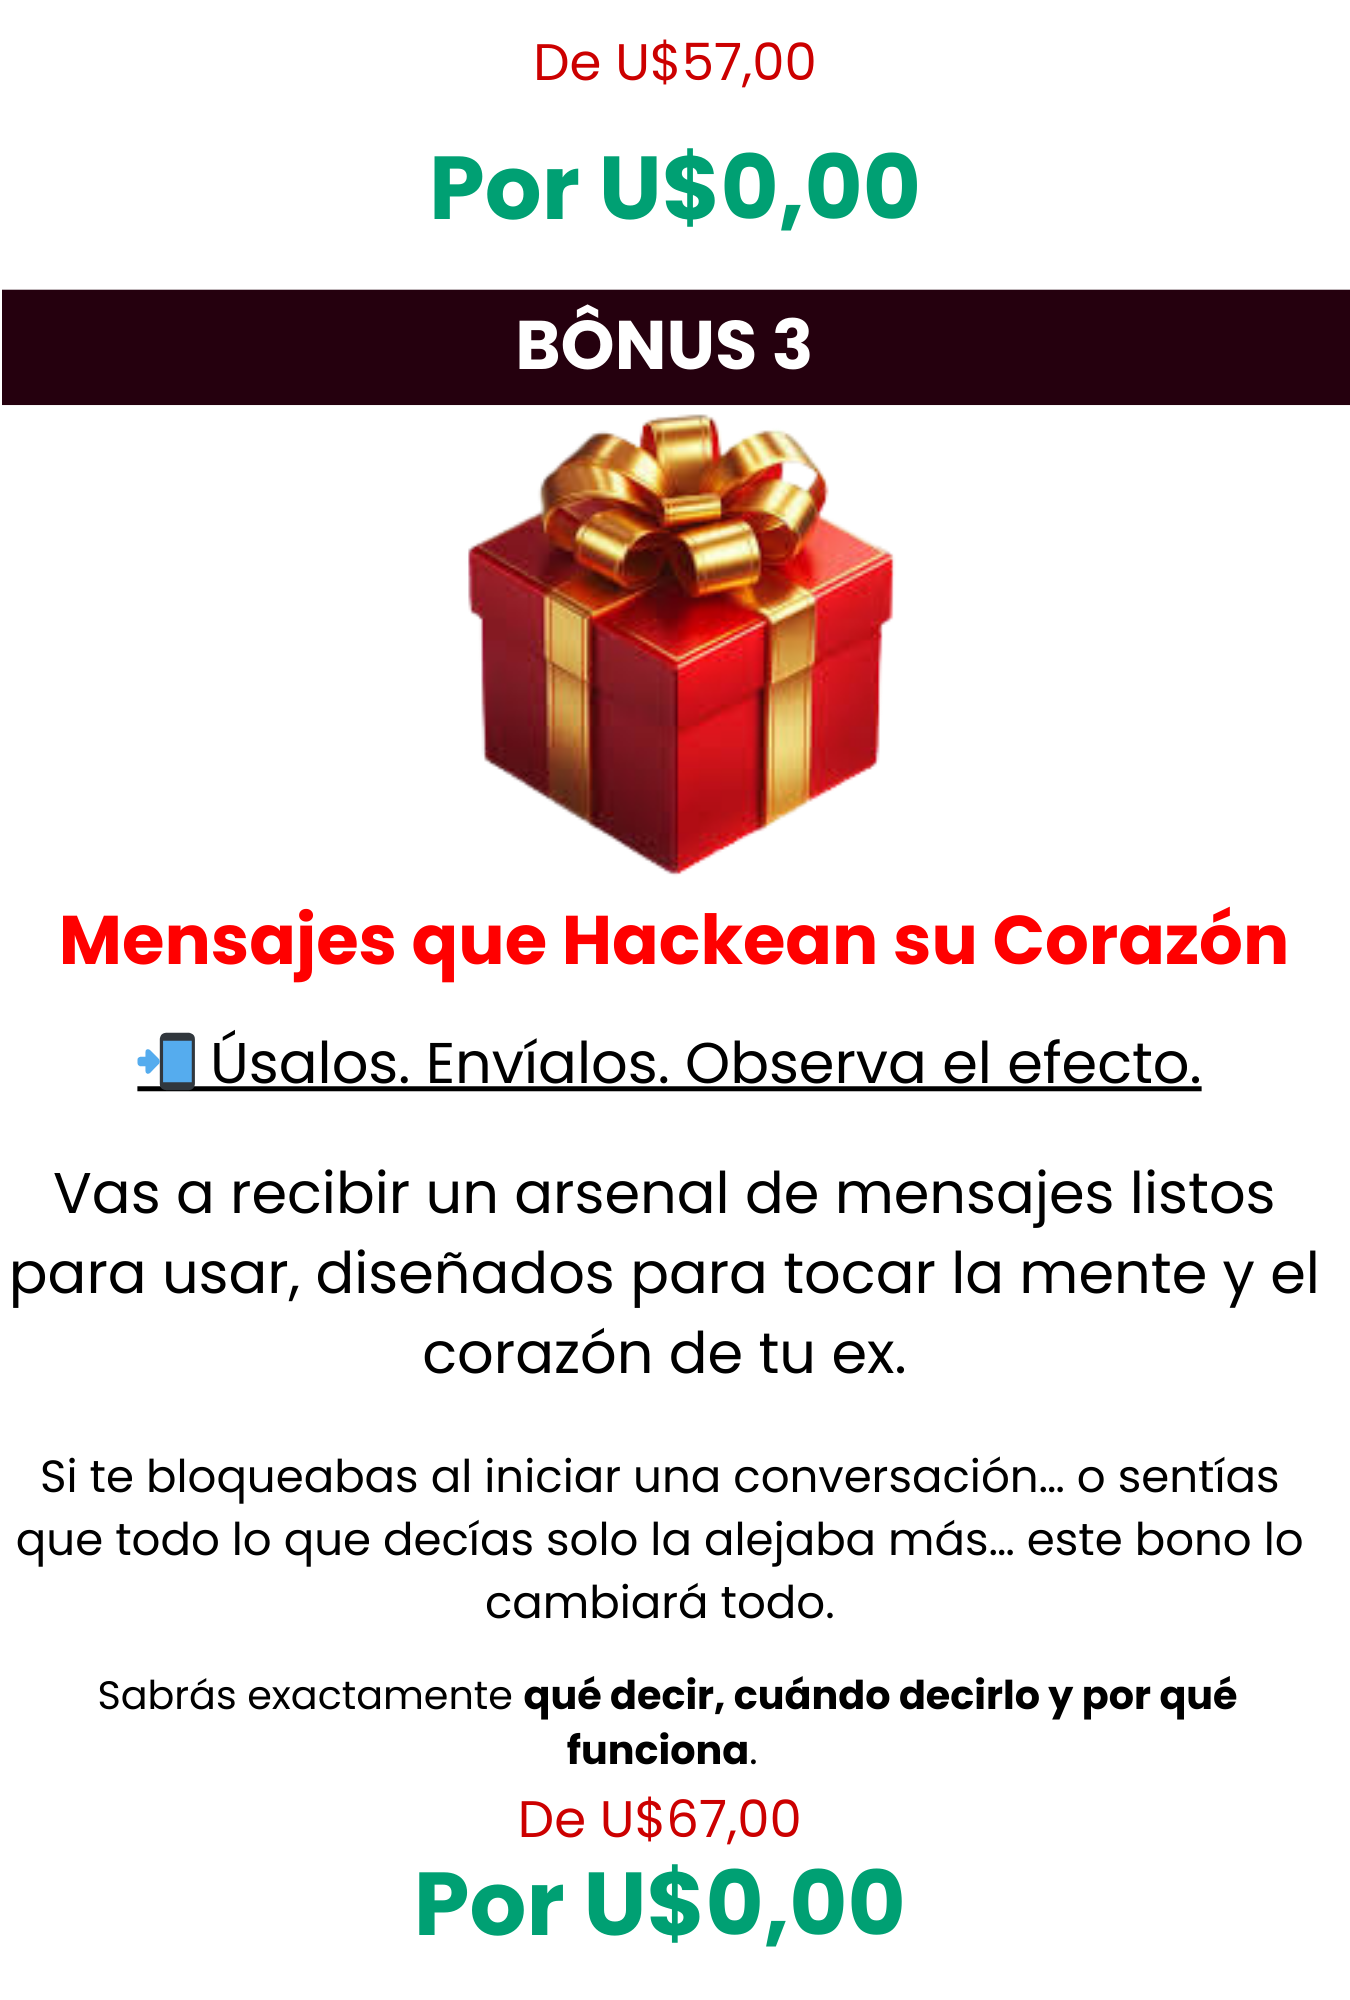 De U$57,00
Por U$0,00
BÔNUS 3
Mensajes que Hackean su Corazón
📲 Úsalos. Envíalos. Observa el efecto.
Vas a recibir un arsenal de mensajes listos
para usar, diseñados para tocar la mente y el
corazón de tu ex.
Si te bloqueabas al iniciar una conversación… o sentías
que todo lo que decías solo la alejaba más… este bono lo
cambiará todo.
Sabrás exactamente qué decir, cuándo decirlo y por qué
funciona.
De U$67,00
Por U$0,00